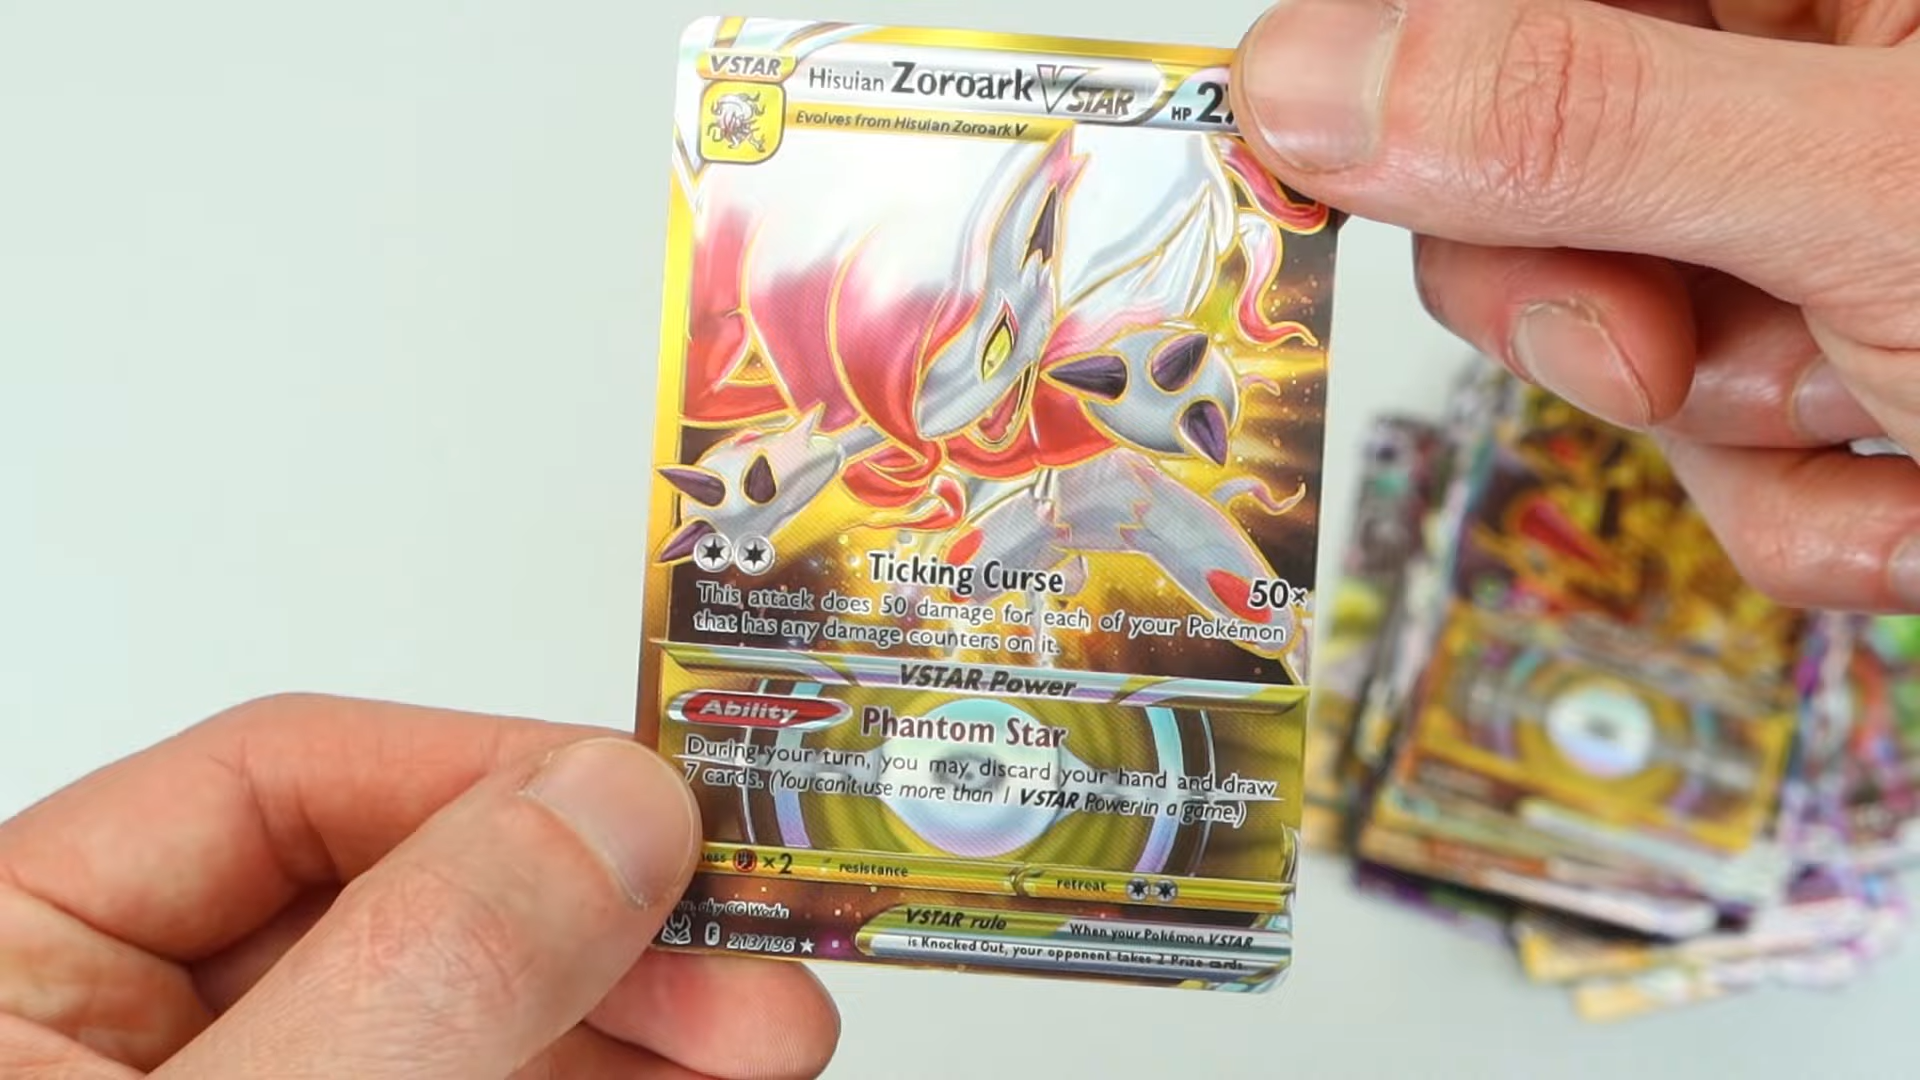 VSTAR
Hisuian Zoroark VSTAR HP 2
Evolves from Hisuian Zoroark V
Ticking Curse 50×
This attack does 50 damage for each of your Pokémon
that has any damage counters on it.
VSTAR Power
Ability Phantom Star
During your turn, you may discard your hand and draw
7 cards. (You can't use more than 1 VSTAR Power in a game.)
×2 resistance retreat
CG Works
VSTAR rule When your Pokémon VSTAR
is Knocked Out, your opponent takes 2 Prize cards.
F 213/196